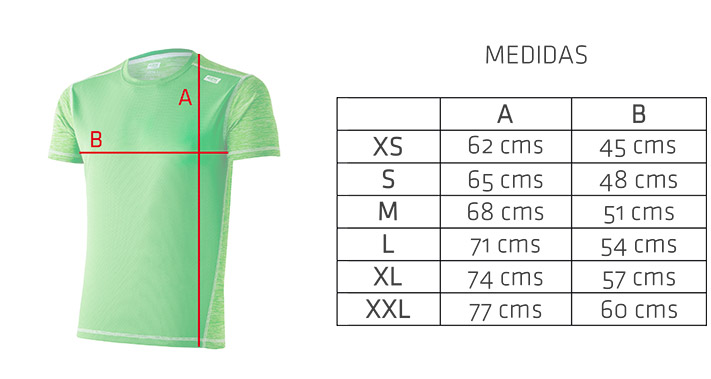 MEDIDAS
A B
XS 62 cms 45 cms
S 65 cms 48 cms
M 68 cms 51 cms
L 71 cms 54 cms
XL 74 cms 57 cms
XXL 77 cms 60 cms
A
B